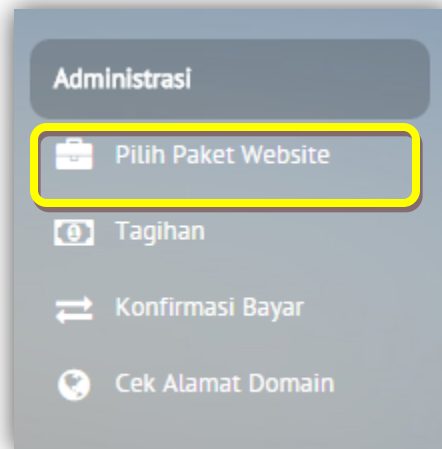 Administrasi
Pilih Paket Website
Tagihan
Konfirmasi Bayar
Cek Alamat Domain